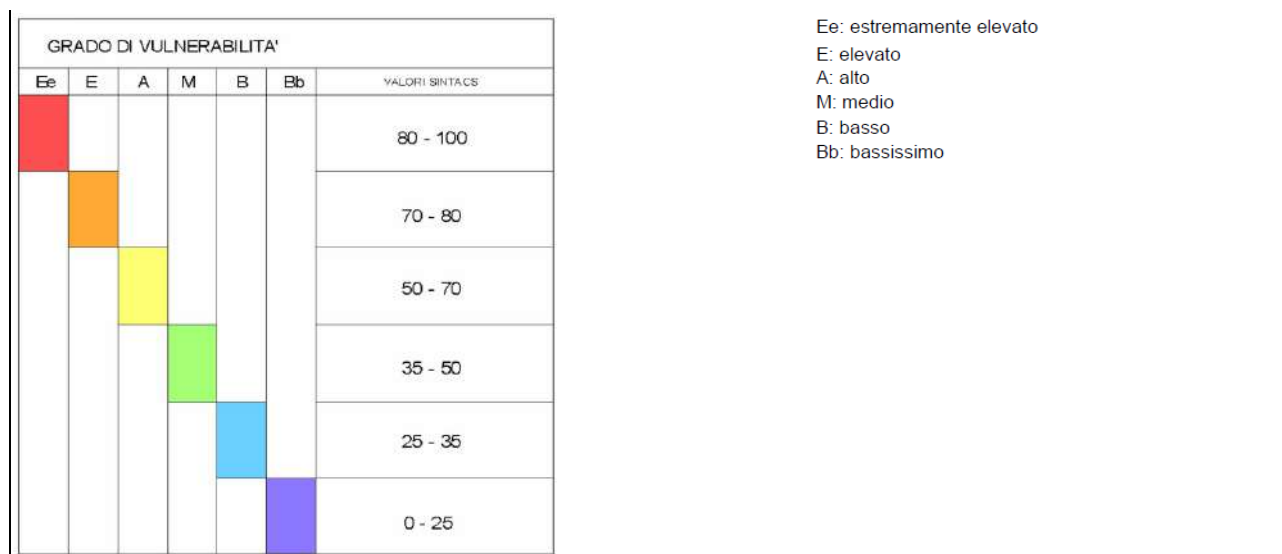 GRADO DI VULNERABILITA'
Ee E A M B Bb VALORI SINTACS
80 - 100
70 - 80
50 - 70
35 - 50
25 - 35
0 - 25
Ee: estremamente elevato
E: elevato
A: alto
M: medio
B: basso
Bb: bassissimo